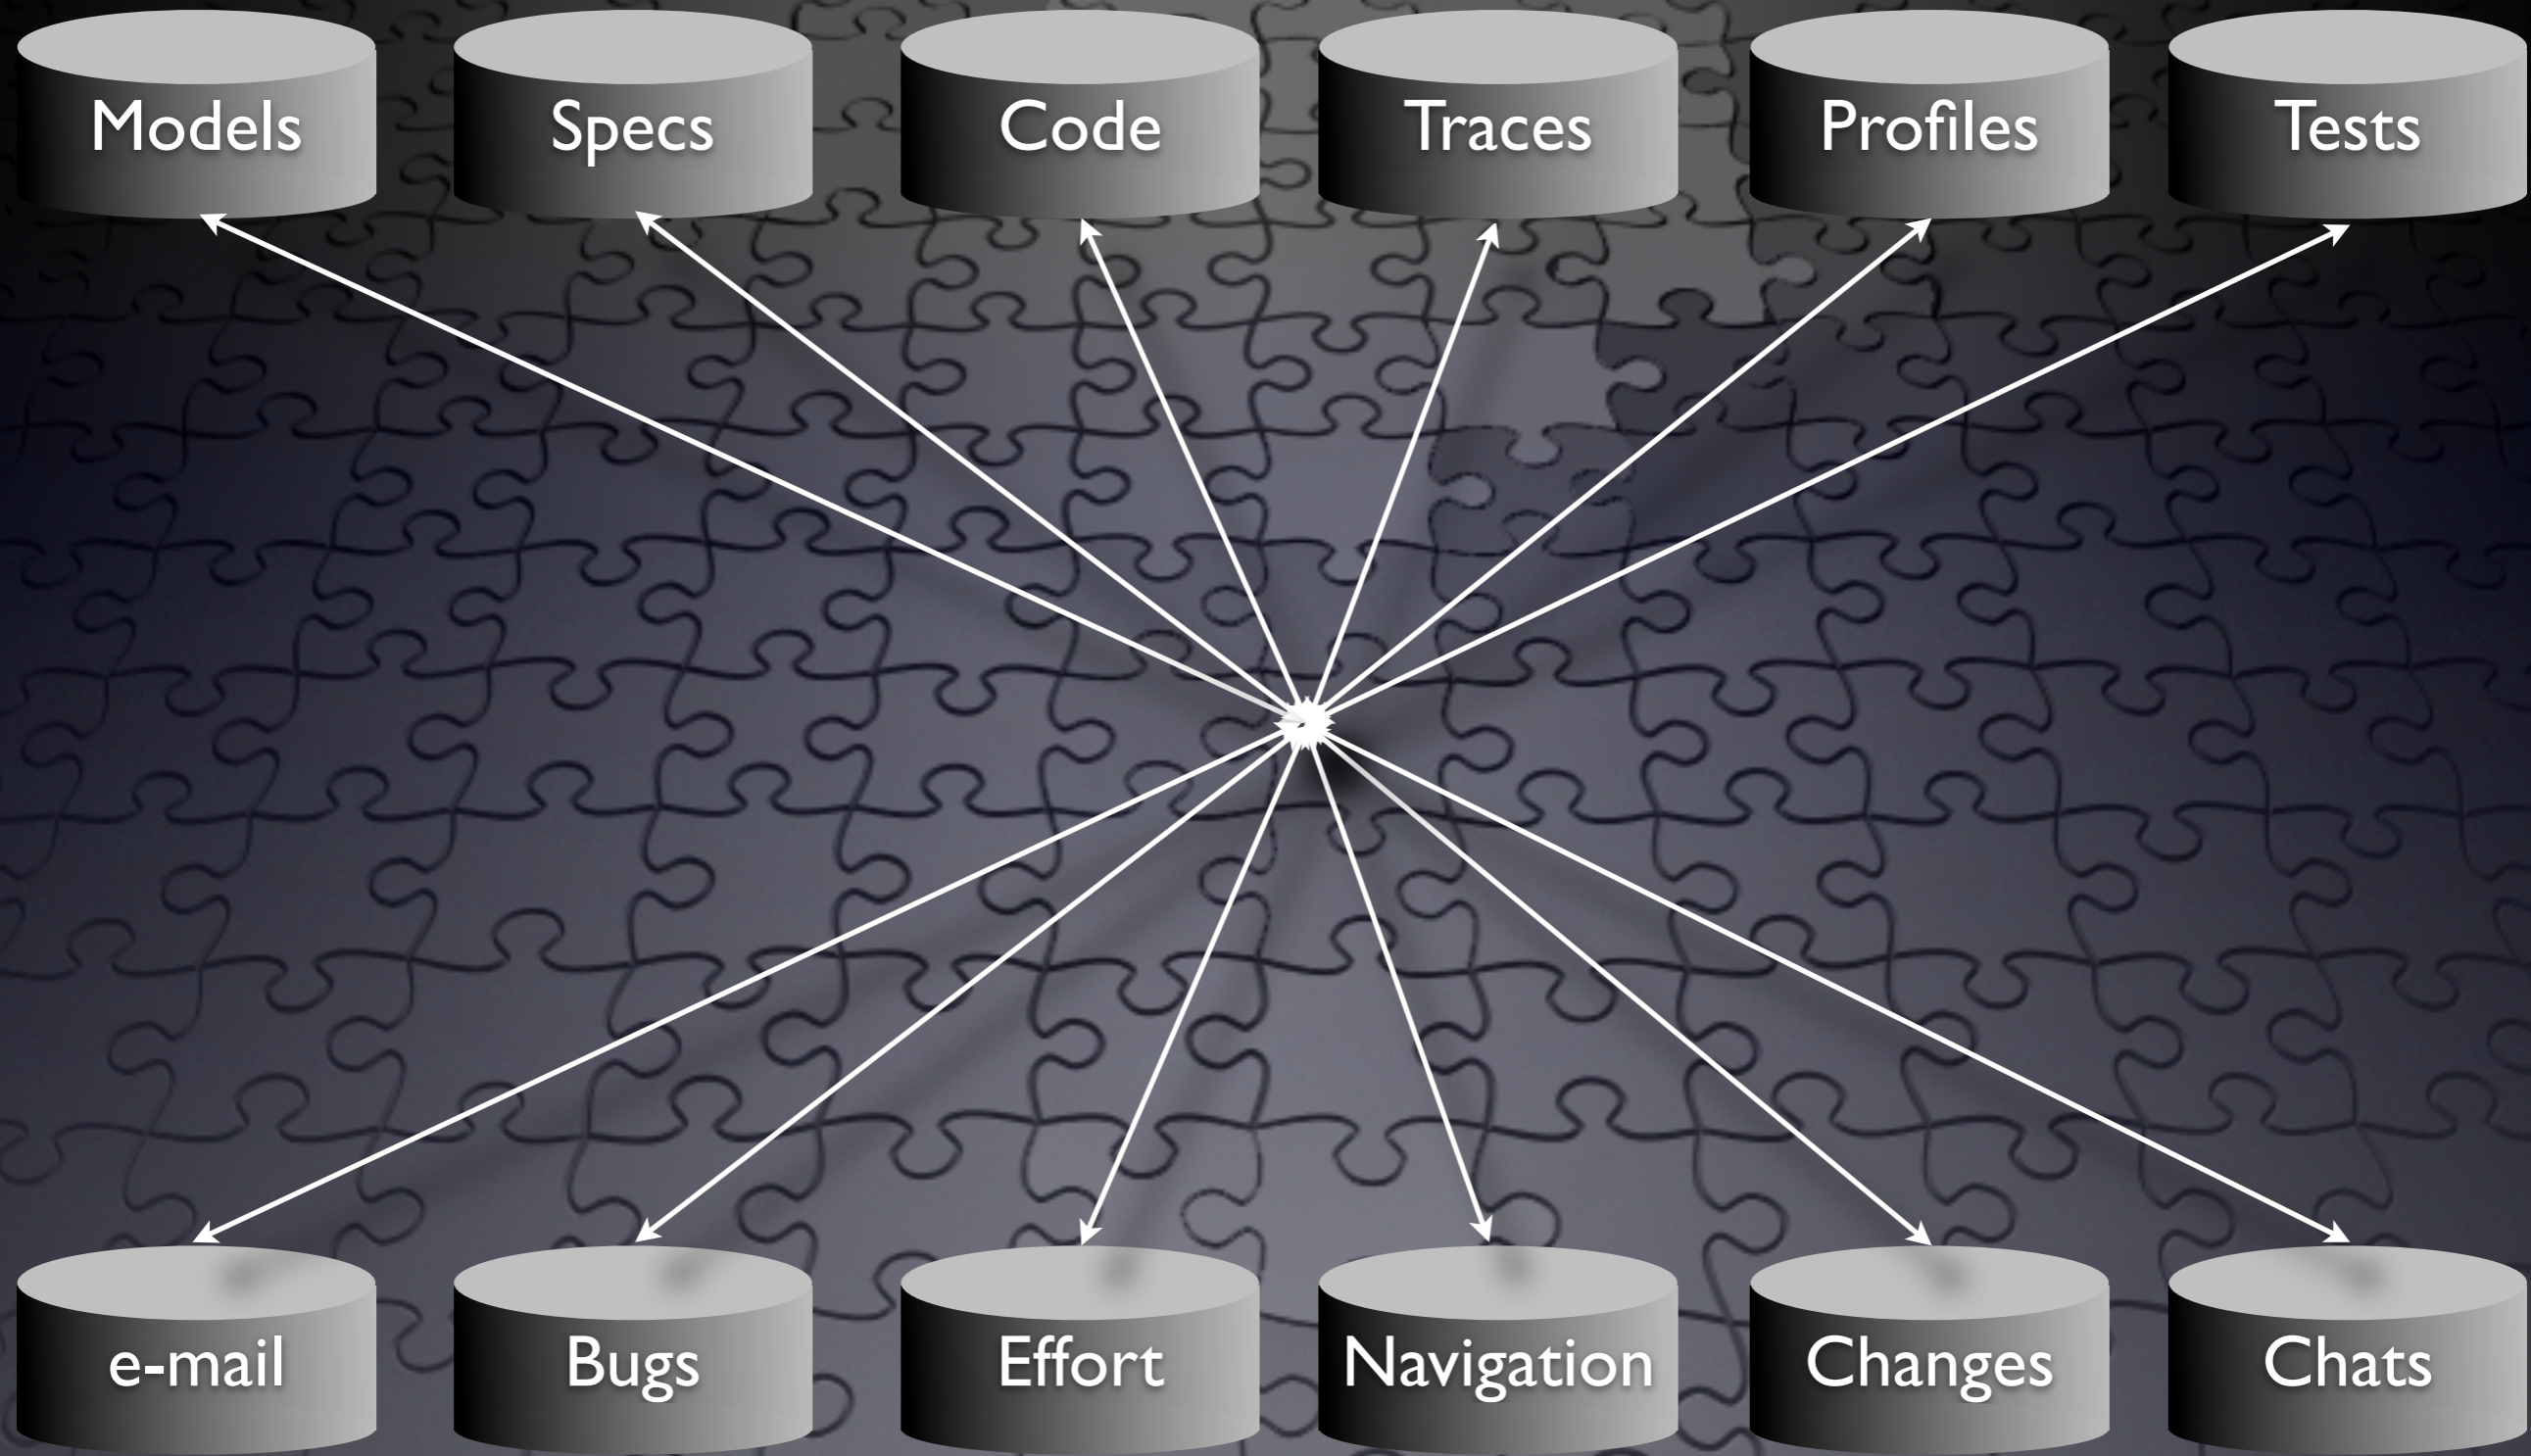 Models
Specs
Code
Traces
Profiles
Tests
e-mail
Bugs
Effort
Navigation
Changes
Chats